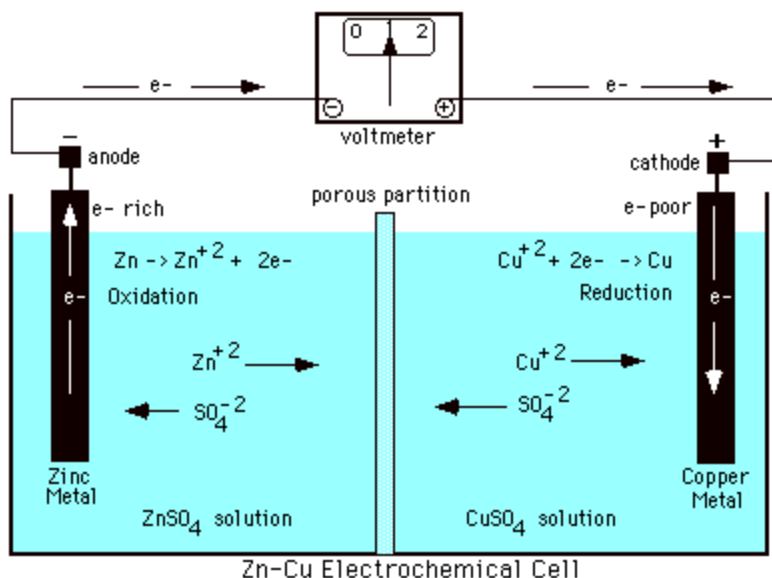 0 1 2
e- e-
⊖ ⊕
voltmeter
− +
anode cathode
e- rich porous partition e-poor
Zn -> Zn+2 + 2e- Cu+2 + 2e- -> Cu
e- Oxidation Reduction e-
Zn+2 Cu+2
SO4-2 SO4-2
Zinc Metal Copper Metal
ZnSO4 solution CuSO4 solution
Zn-Cu Electrochemical Cell